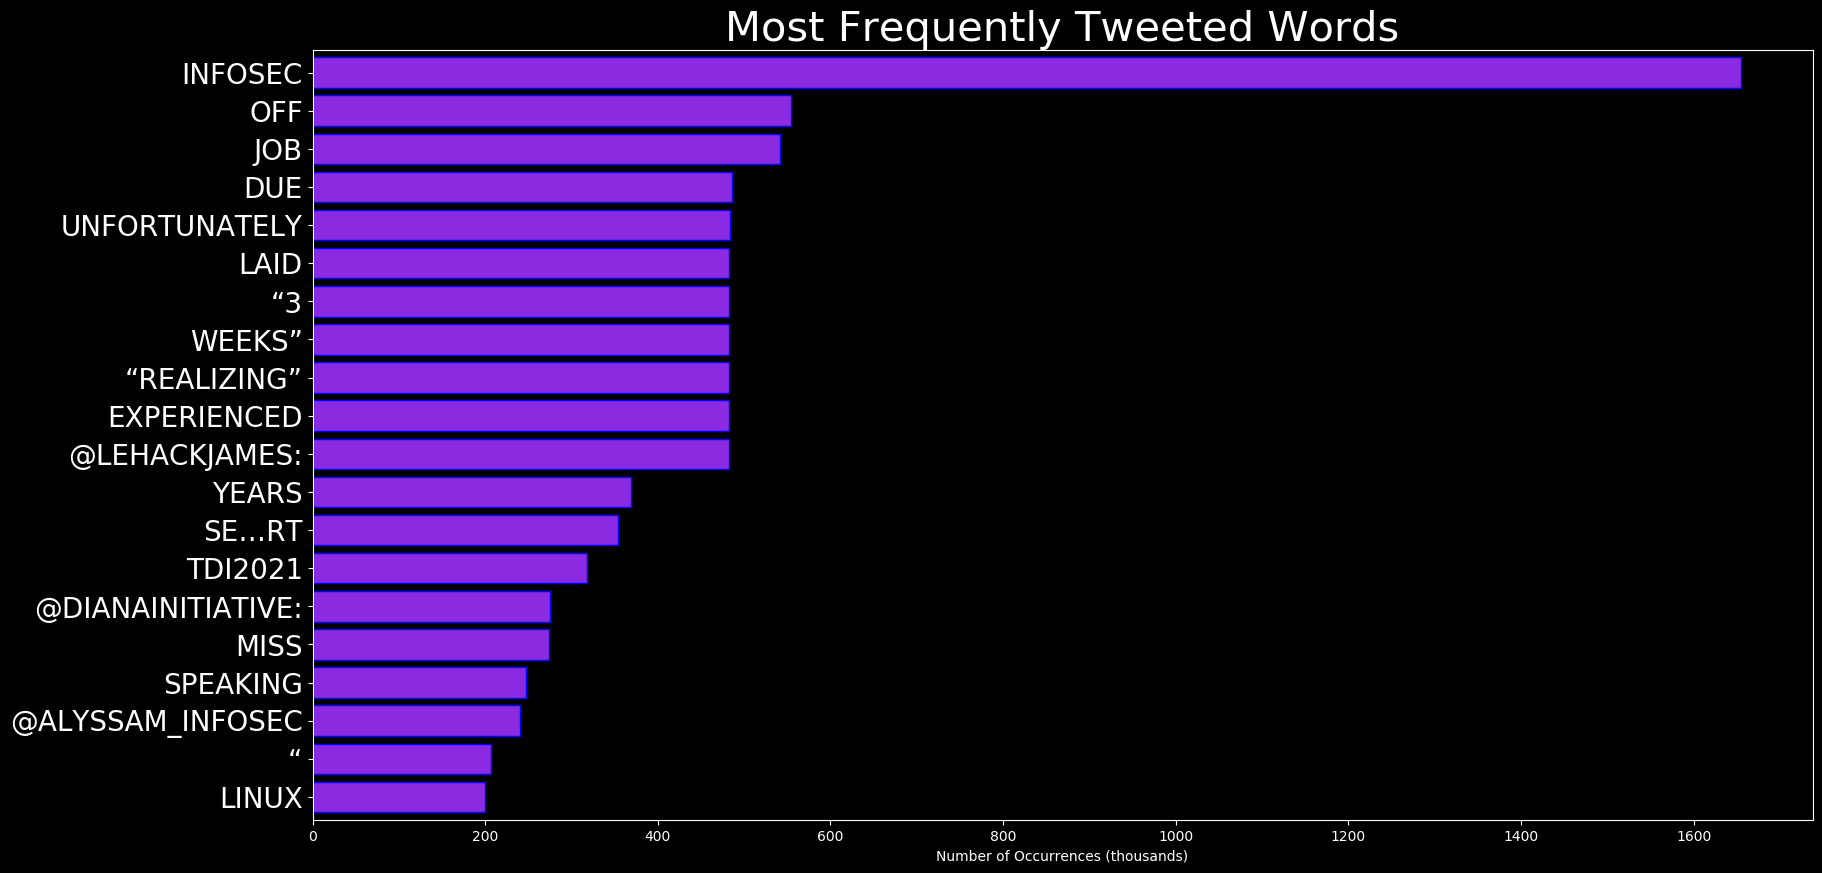 Most Frequently Tweeted Words
INFOSEC
OFF
JOB
DUE
UNFORTUNATELY
LAID
“3
WEEKS”
“REALIZING”
EXPERIENCED
@LEHACKJAMES:
YEARS
SE…RT
TDI2021
@DIANAINITIATIVE:
MISS
SPEAKING
@ALYSSAM_INFOSEC
“
LINUX
0 200 400 600 800 1000 1200 1400 1600
Number of Occurrences (thousands)